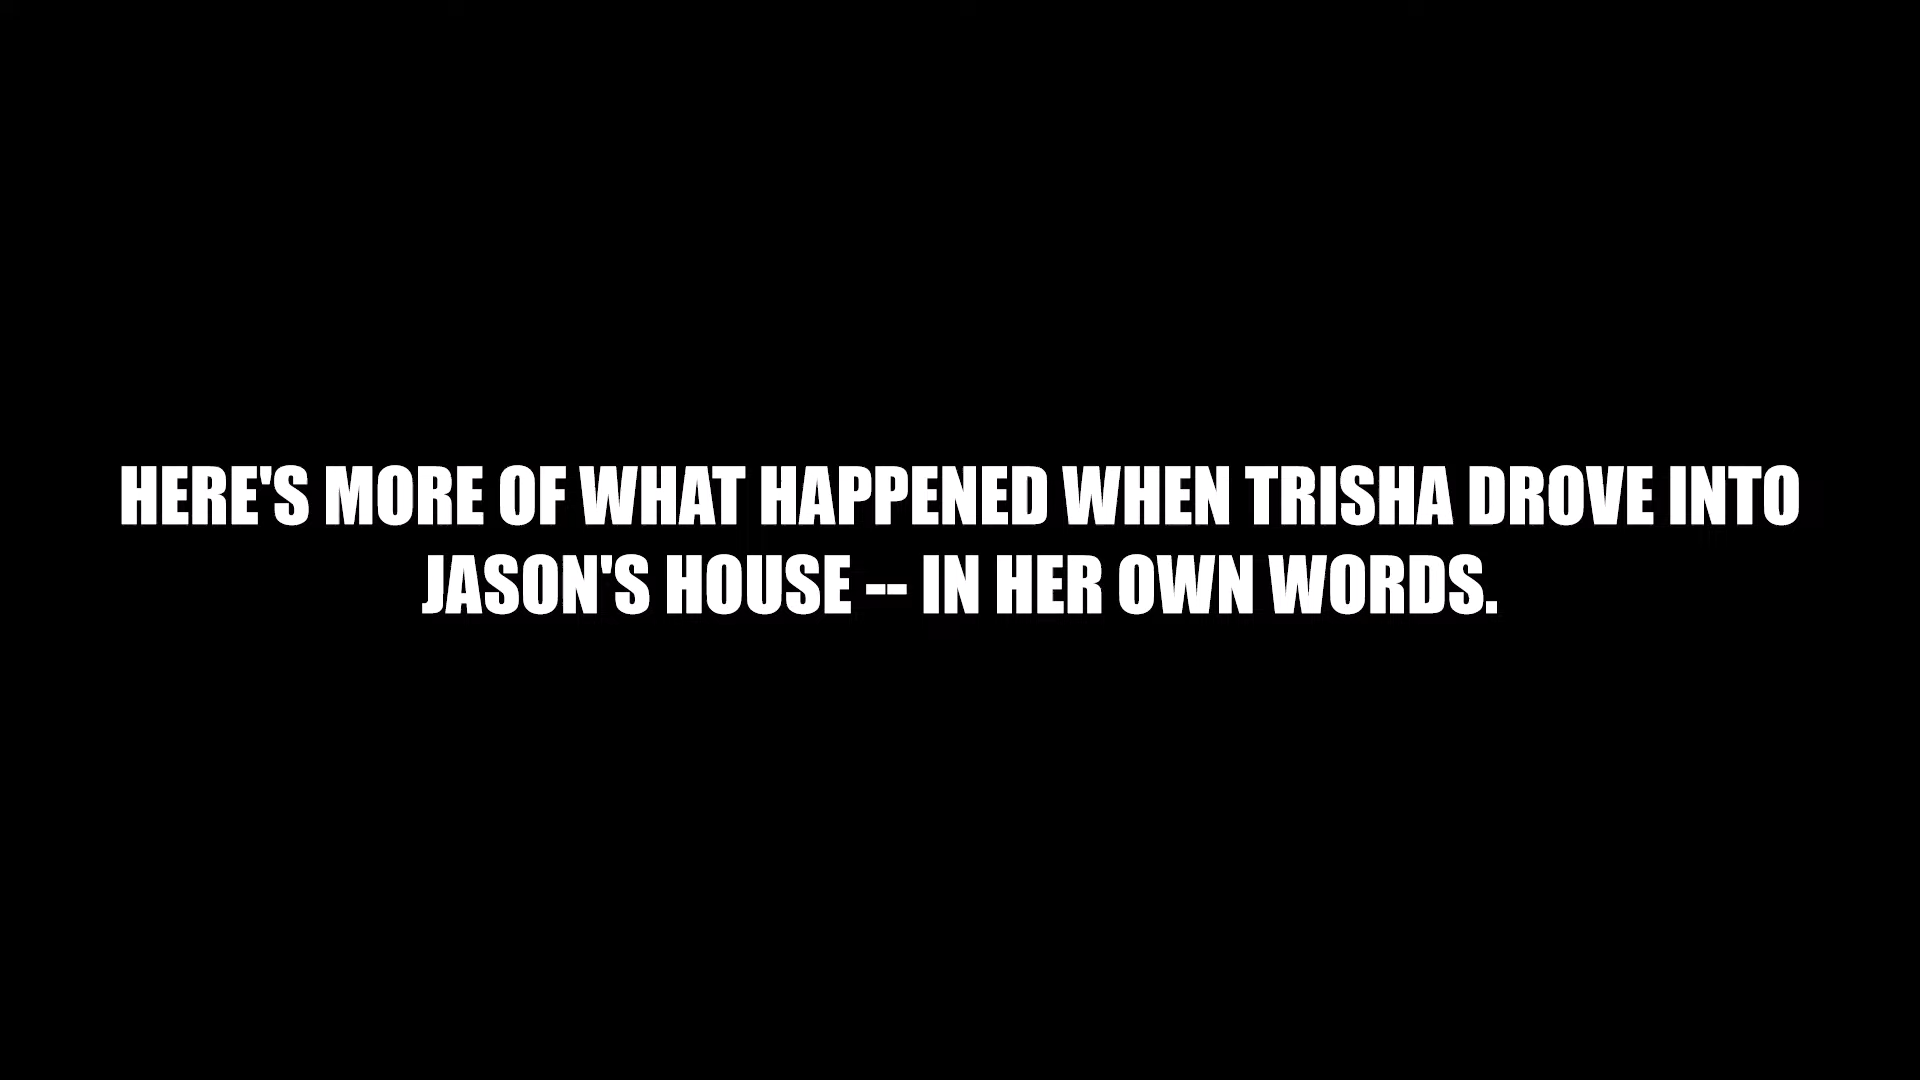 HERE'S MORE OF WHAT HAPPENED WHEN TRISHA DROVE INTO
JASON'S HOUSE -- IN HER OWN WORDS.